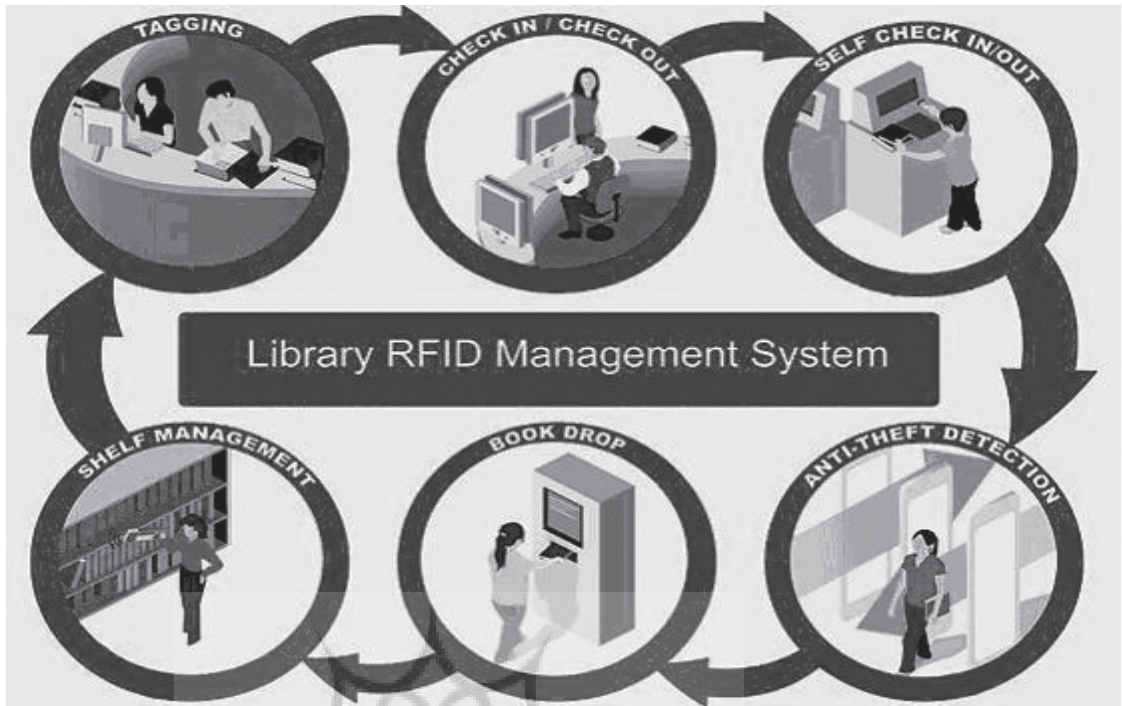 TAGGING
CHECK IN / CHECK OUT
SELF CHECK IN/OUT
Library RFID Management System
SHELF MANAGEMENT
BOOK DROP
ANTI-THEFT DETECTION